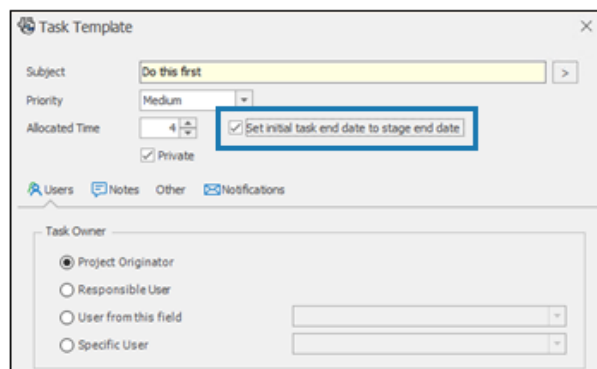 Task Template
Subject Do this first >
Priority Medium
Allocated Time 4 Set initial task end date to stage end date
Private
Users Notes Other Notifications
Task Owner
Project Originator
Responsible User
User from this field
Specific User